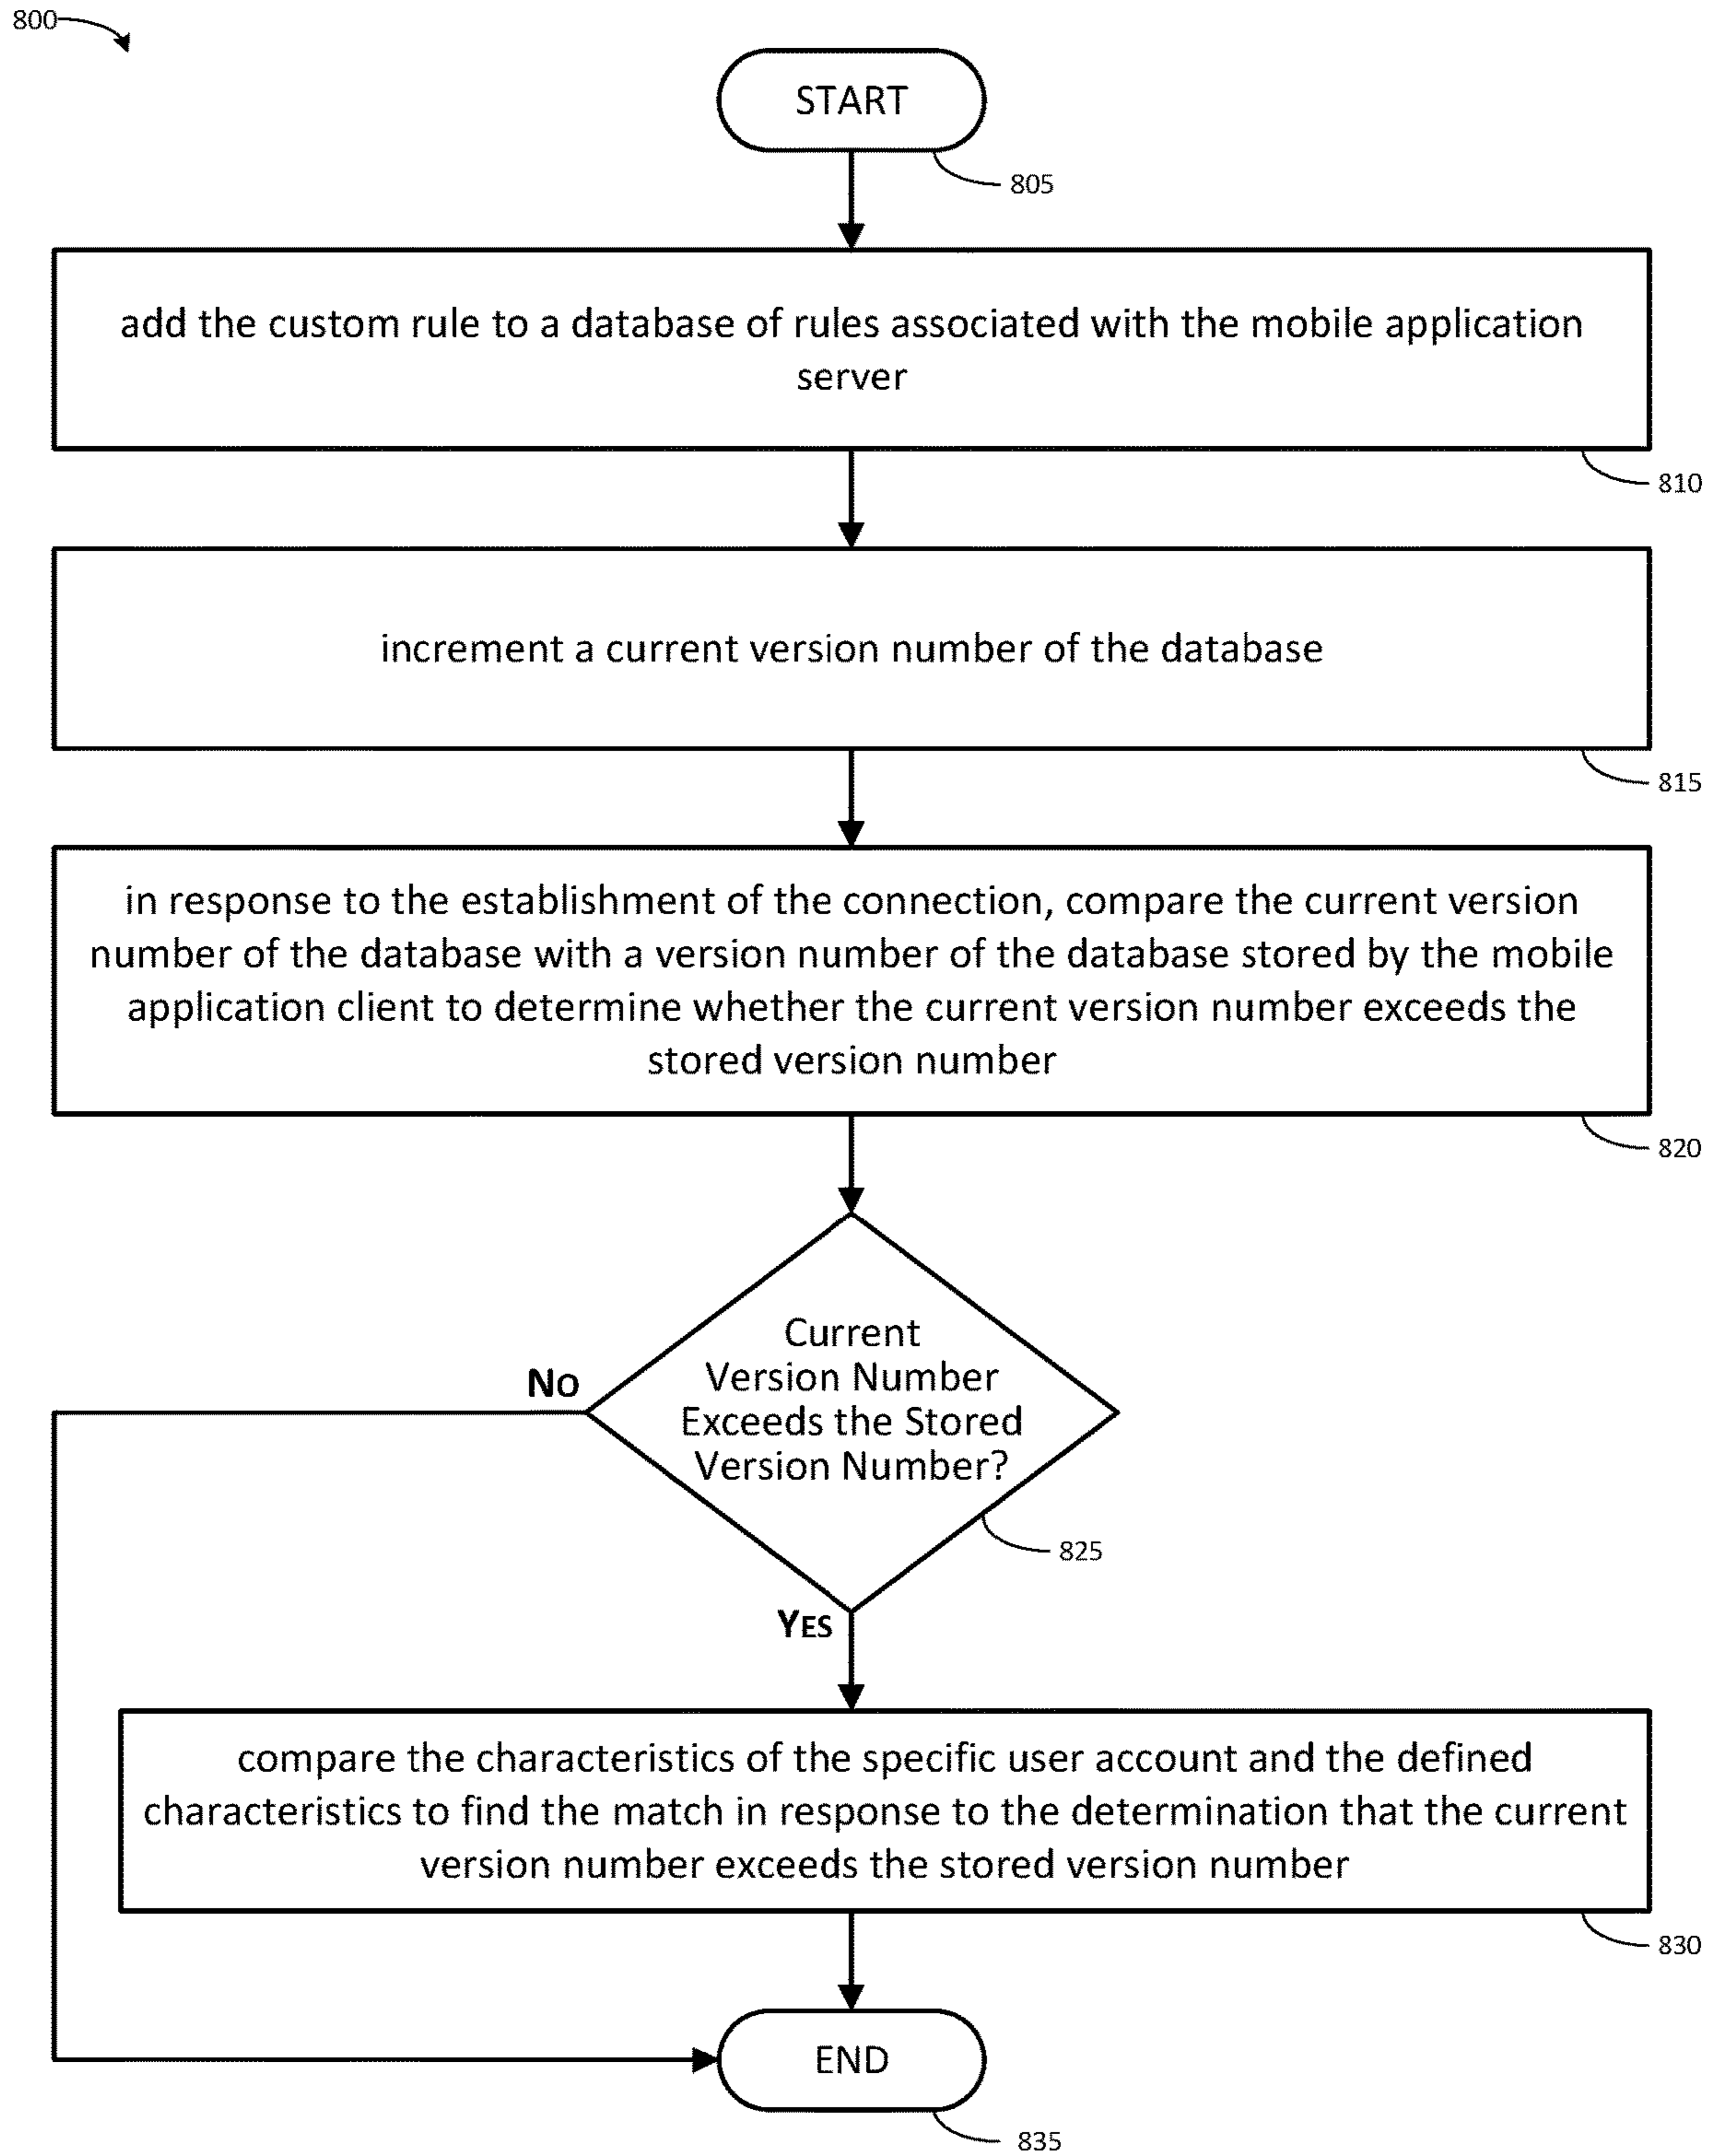 800
START
805
add the custom rule to a database of rules associated with the mobile application
server
810
increment a current version number of the database
815
in response to the establishment of the connection, compare the current version
number of the database with a version number of the database stored by the mobile
application client to determine whether the current version number exceeds the
stored version number
820
Current
Version Number
Exceeds the Stored
Version Number?
NO
825
YES
compare the characteristics of the specific user account and the defined
characteristics to find the match in response to the determination that the current
version number exceeds the stored version number
830
END
835